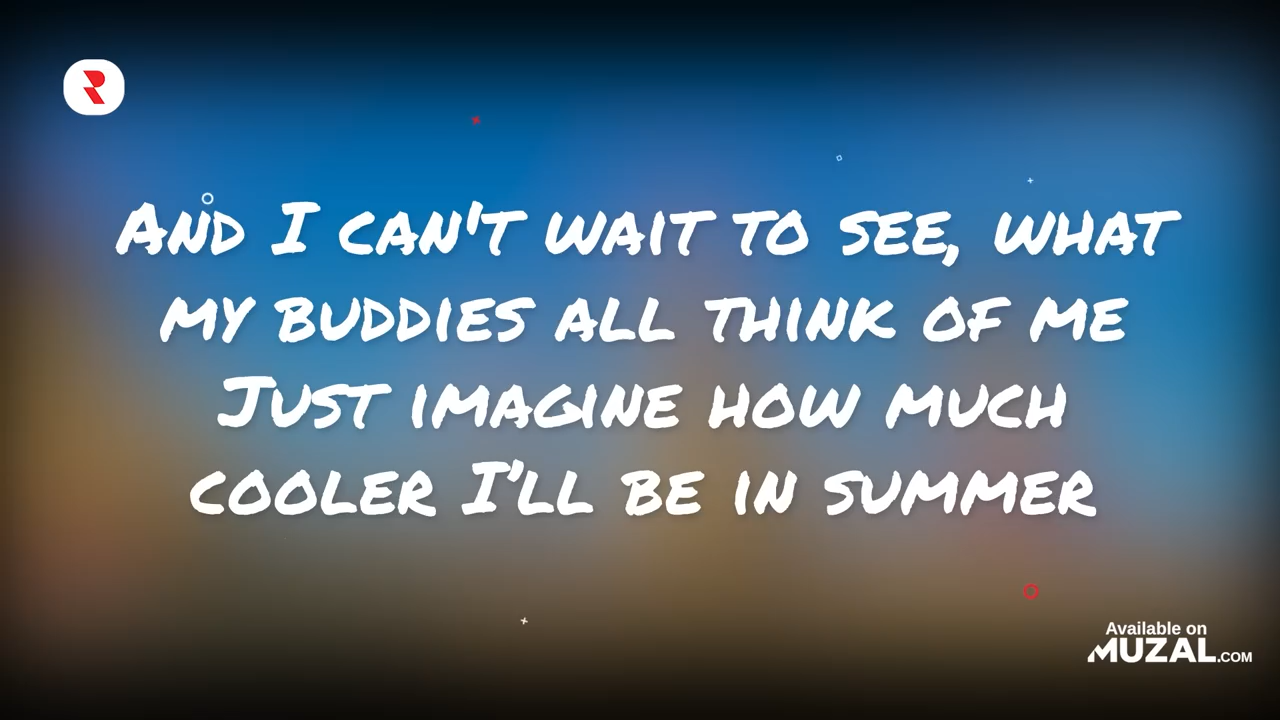 And I can't wait to see, what
my buddies all think of me
Just imagine how much
cooler I’ll be in summer
Available on
MUZAL.COM